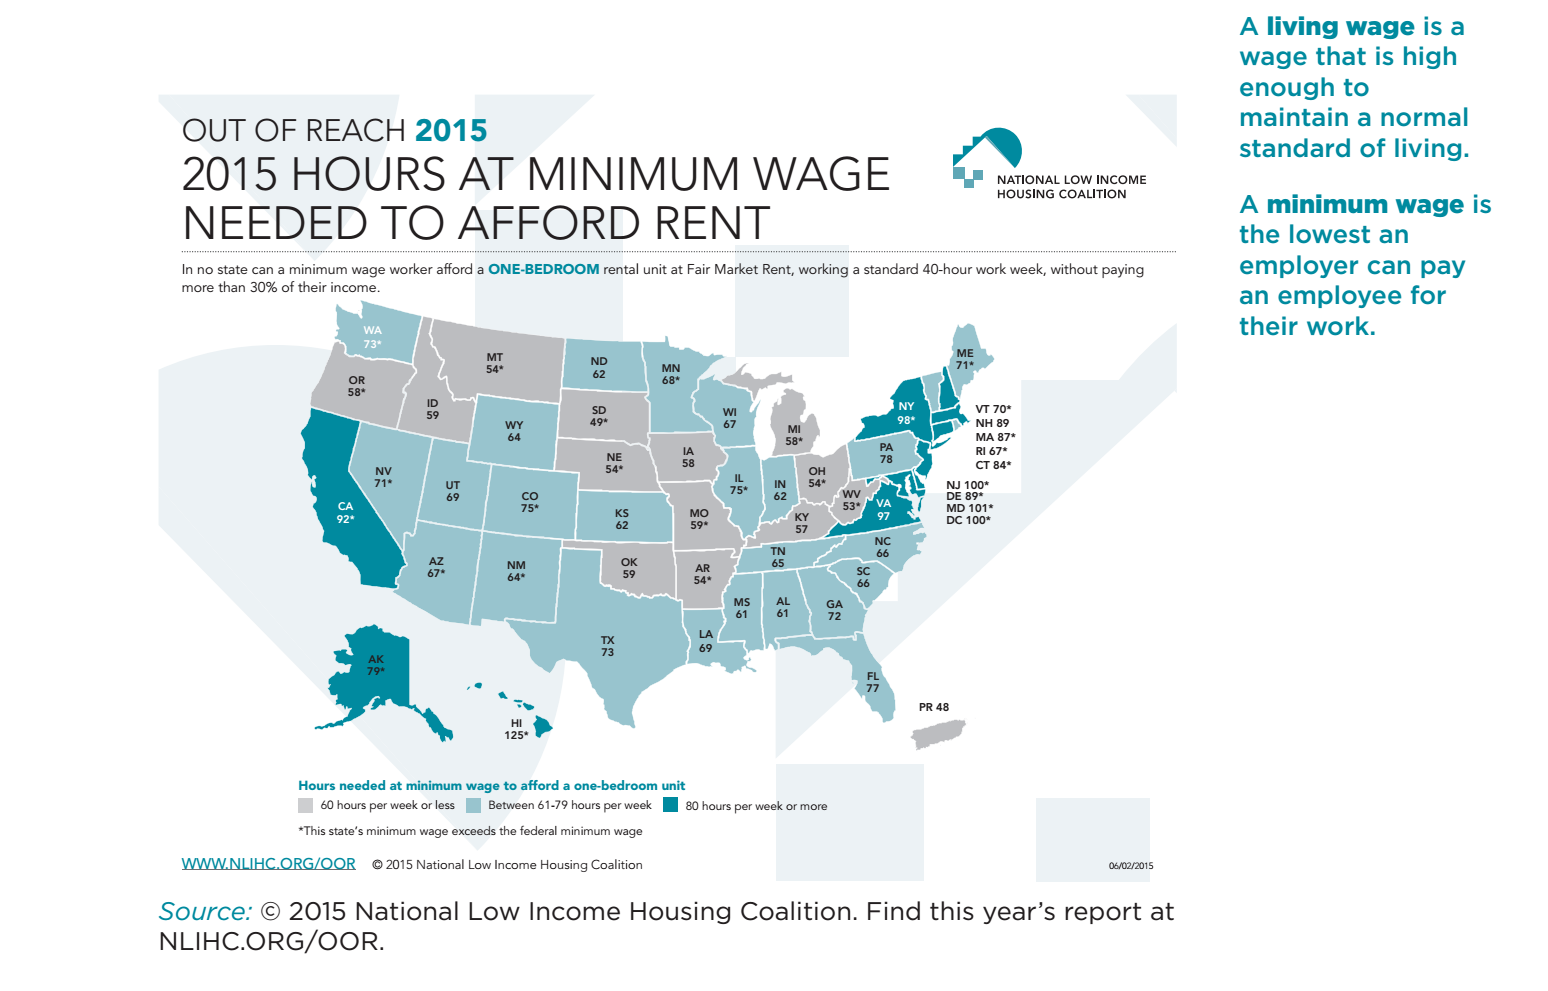 A living wage is a
wage that is high
enough to
maintain a normal
standard of living.
A minimum wage is
the lowest an
employer can pay
an employee for
their work.
OUT OF REACH 2015
2015 HOURS AT MINIMUM WAGE
NEEDED TO AFFORD RENT
NATIONAL LOW INCOME
HOUSING COALITION
In no state can a minimum wage worker afford a ONE-BEDROOM rental unit at Fair Market Rent, working a standard 40-hour work week, without paying
more than 30% of their income.
WA
73*
OR
58*
ID
59
MT
54*
ND
62
MN
68*
SD
49*
WY
64
WI
67
MI
58*
ME
71*
NY
98*
VT 70*
NH 89
MA 87*
RI 67*
CT 84*
PA
78
NJ 100*
DE 89*
MD 101*
DC 100*
NV
71*
UT
69
CO
75*
NE
54*
IA
58
IL
75*
IN
62
OH
54*
WV
53*
VA
97
CA
92*
KS
62
MO
59*
KY
57
AZ
67*
NM
64*
OK
59
AR
54*
TN
65
NC
66
SC
66
MS
61
AL
61
GA
72
TX
73
LA
69
FL
77
AK
79*
HI
125*
PR 48
Hours needed at minimum wage to afford a one-bedroom unit
60 hours per week or less
Between 61-79 hours per week
80 hours per week or more
*This state's minimum wage exceeds the federal minimum wage
WWW.NLIHC.ORG/OOR
© 2015 National Low Income Housing Coalition
06/02/2015
Source: © 2015 National Low Income Housing Coalition. Find this year's report at
NLIHC.ORG/OOR.